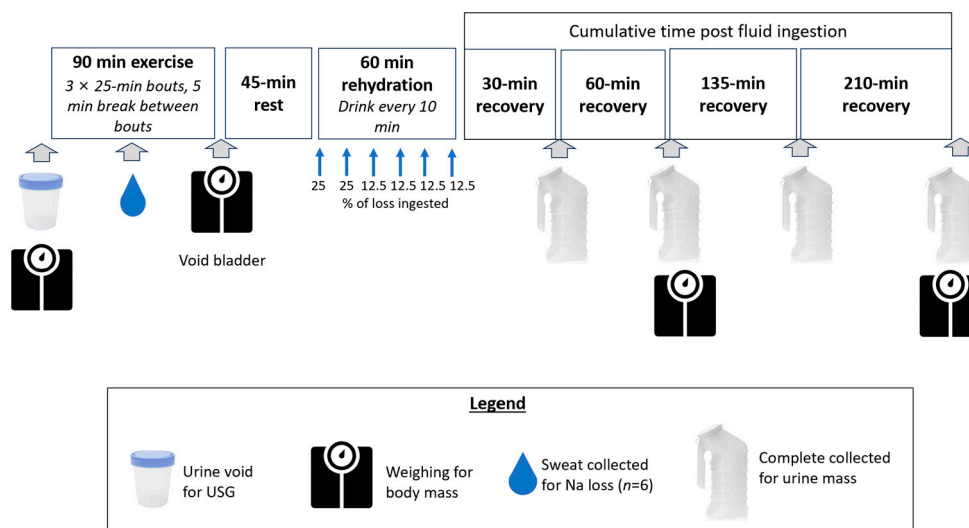 Cumulative time post fluid ingestion
90 min exercise
3 × 25-min bouts, 5
min break between
bouts
45-min
rest
60 min
rehydration
Drink every 10
min
30-min
recovery
60-min
recovery
135-min
recovery
210-min
recovery
25 25 12.5 12.5 12.5 12.5
% of loss ingested
Void bladder
Legend
Urine void
for USG
Weighing for
body mass
Sweat collected
for Na loss (n=6)
Complete collected
for urine mass